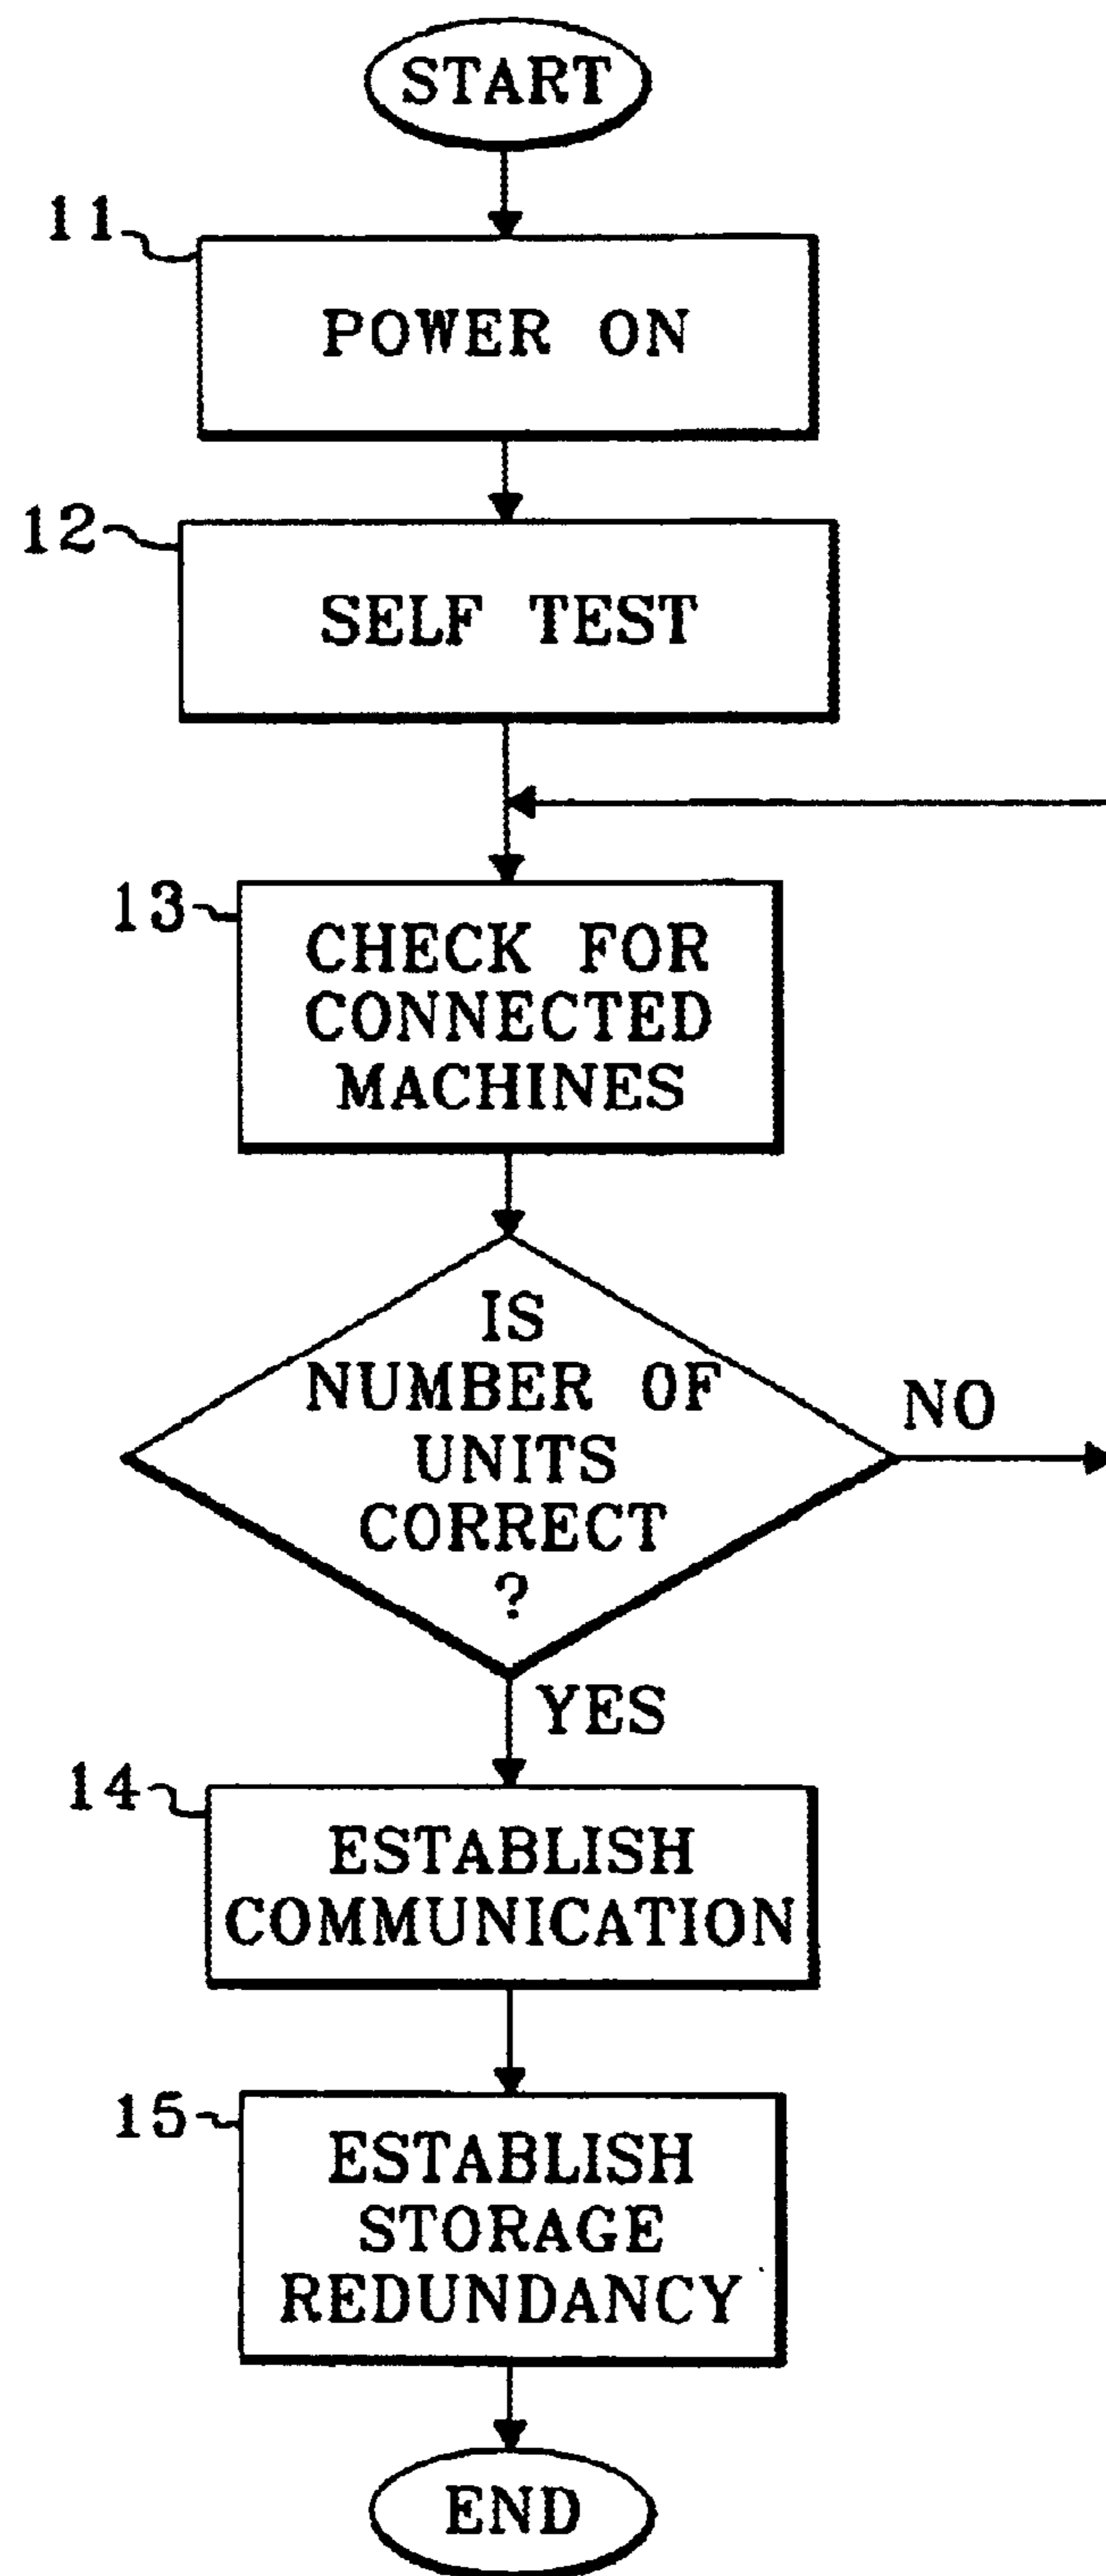 START
11
POWER ON
12
SELF TEST
13
CHECK FOR
CONNECTED
MACHINES
IS
NUMBER OF
UNITS
CORRECT
?
NO
YES
14
ESTABLISH
COMMUNICATION
15
ESTABLISH
STORAGE
REDUNDANCY
END